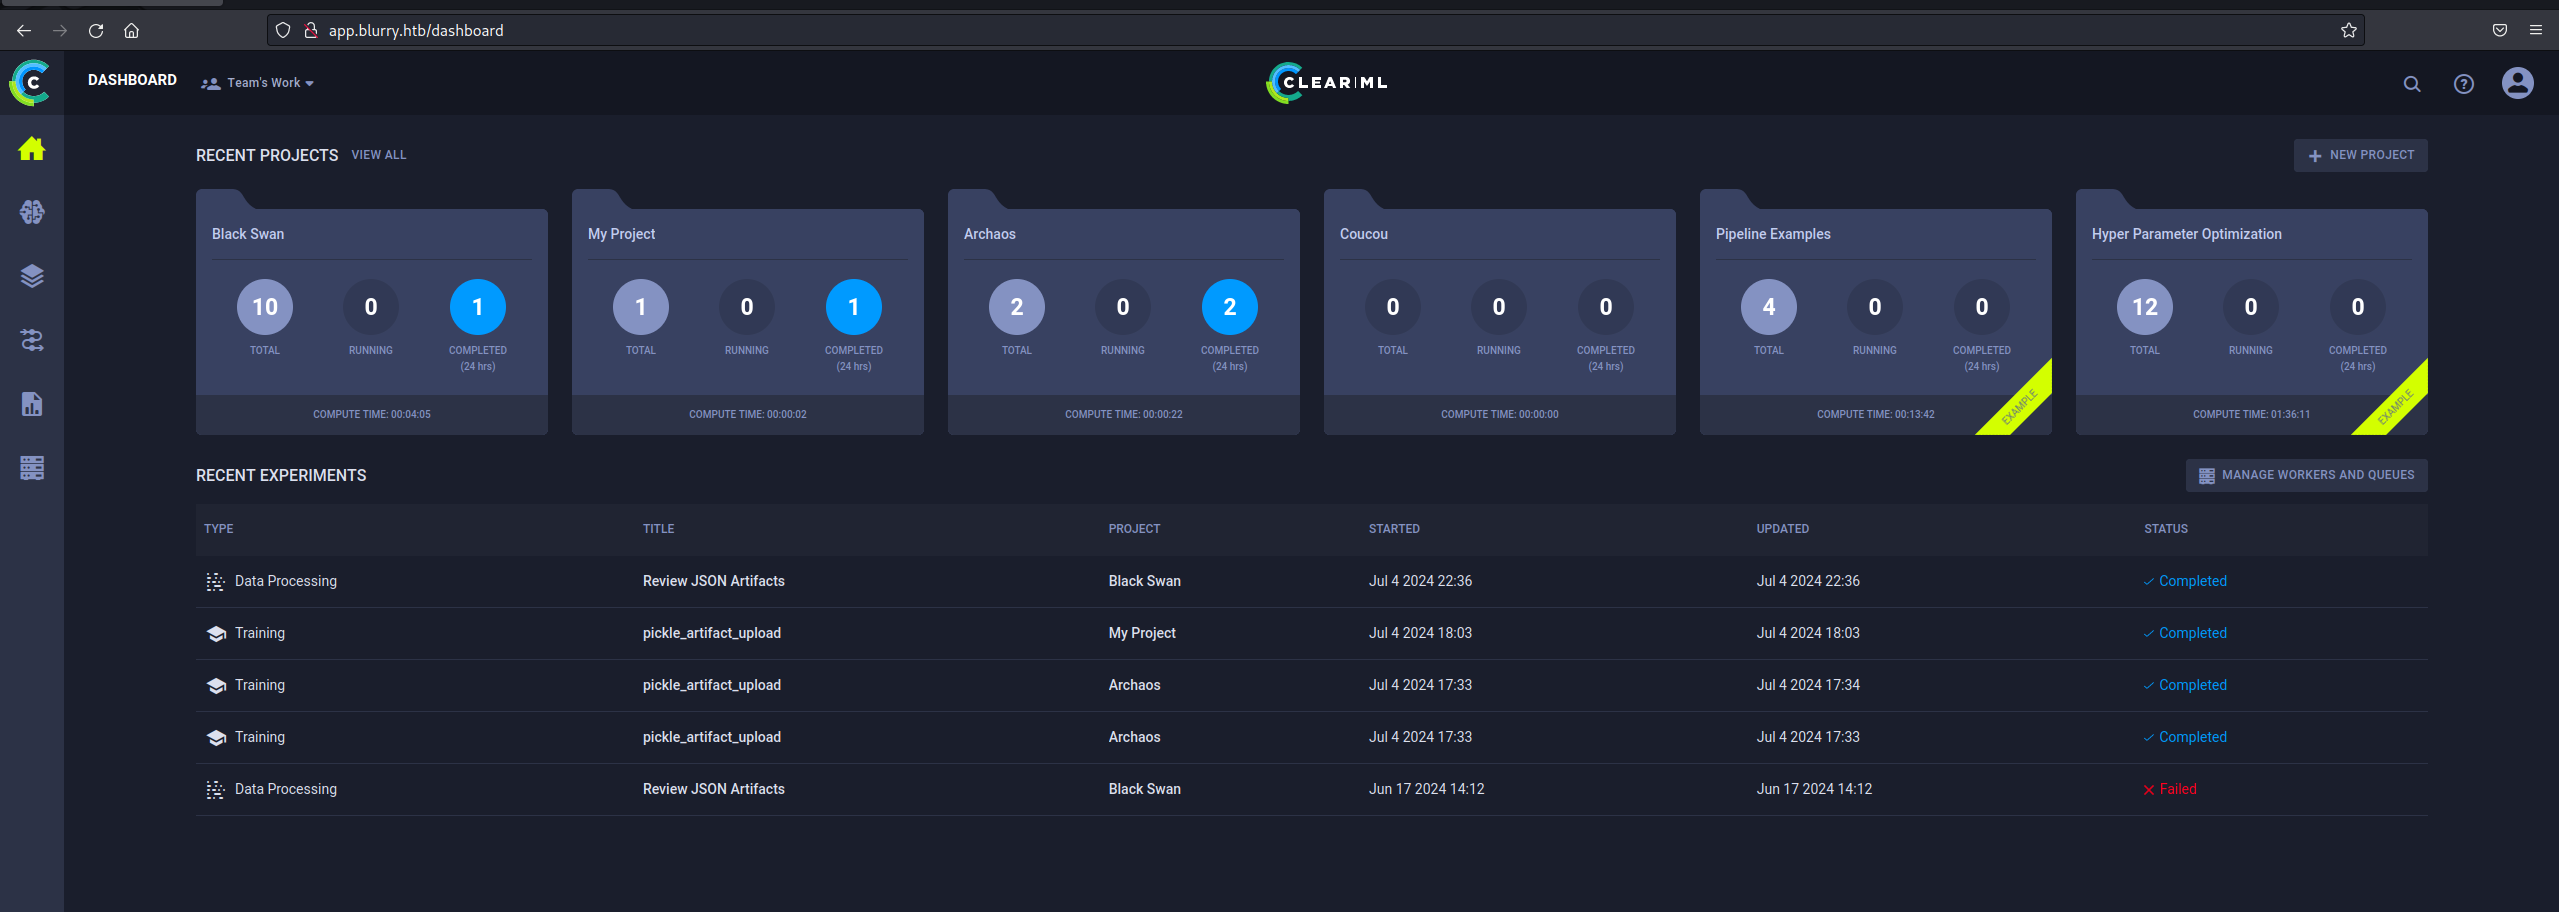 app.blurry.htb/dashboard
DASHBOARD Team's Work
C CLEAR|ML
RECENT PROJECTS VIEW ALL + NEW PROJECT
Black Swan
10 0 1
TOTAL RUNNING COMPLETED
(24 hrs)
COMPUTE TIME: 00:04:05
My Project
1 0 1
TOTAL RUNNING COMPLETED
(24 hrs)
COMPUTE TIME: 00:00:02
Archaos
2 0 2
TOTAL RUNNING COMPLETED
(24 hrs)
COMPUTE TIME: 00:00:22
Coucou
0 0 0
TOTAL RUNNING COMPLETED
(24 hrs)
COMPUTE TIME: 00:00:00
Pipeline Examples
4 0 0
TOTAL RUNNING COMPLETED
(24 hrs)
COMPUTE TIME: 00:13:42
EXAMPLE
Hyper Parameter Optimization
12 0 0
TOTAL RUNNING COMPLETED
(24 hrs)
COMPUTE TIME: 01:36:11
EXAMPLE
RECENT EXPERIMENTS MANAGE WORKERS AND QUEUES
TYPE TITLE PROJECT STARTED UPDATED STATUS
Data Processing Review JSON Artifacts Black Swan Jul 4 2024 22:36 Jul 4 2024 22:36 Completed
Training pickle_artifact_upload My Project Jul 4 2024 18:03 Jul 4 2024 18:03 Completed
Training pickle_artifact_upload Archaos Jul 4 2024 17:33 Jul 4 2024 17:34 Completed
Training pickle_artifact_upload Archaos Jul 4 2024 17:33 Jul 4 2024 17:33 Completed
Data Processing Review JSON Artifacts Black Swan Jun 17 2024 14:12 Jun 17 2024 14:12 Failed